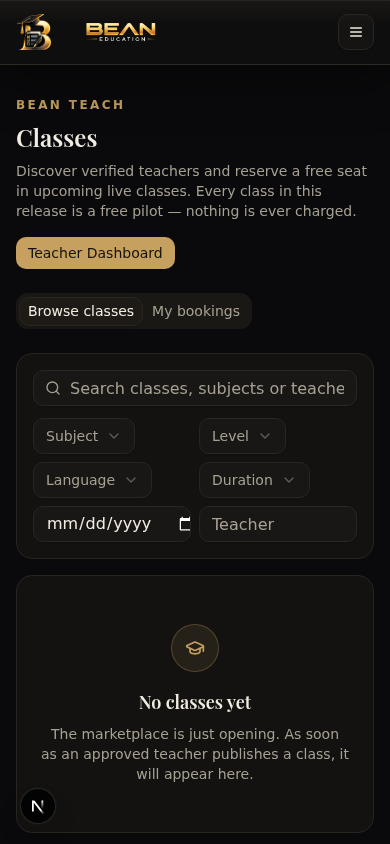 B
BEAN
EDUCATION
BEAN TEACH
Classes
Discover verified teachers and reserve a free seat
in upcoming live classes. Every class in this
release is a free pilot — nothing is ever charged.
Teacher Dashboard
Browse classes
My bookings
Search classes, subjects or teache
Subject
Level
Language
Duration
mm/dd/yyyy
Teacher
No classes yet
The marketplace is just opening. As soon
as an approved teacher publishes a class, it
will appear here.
N